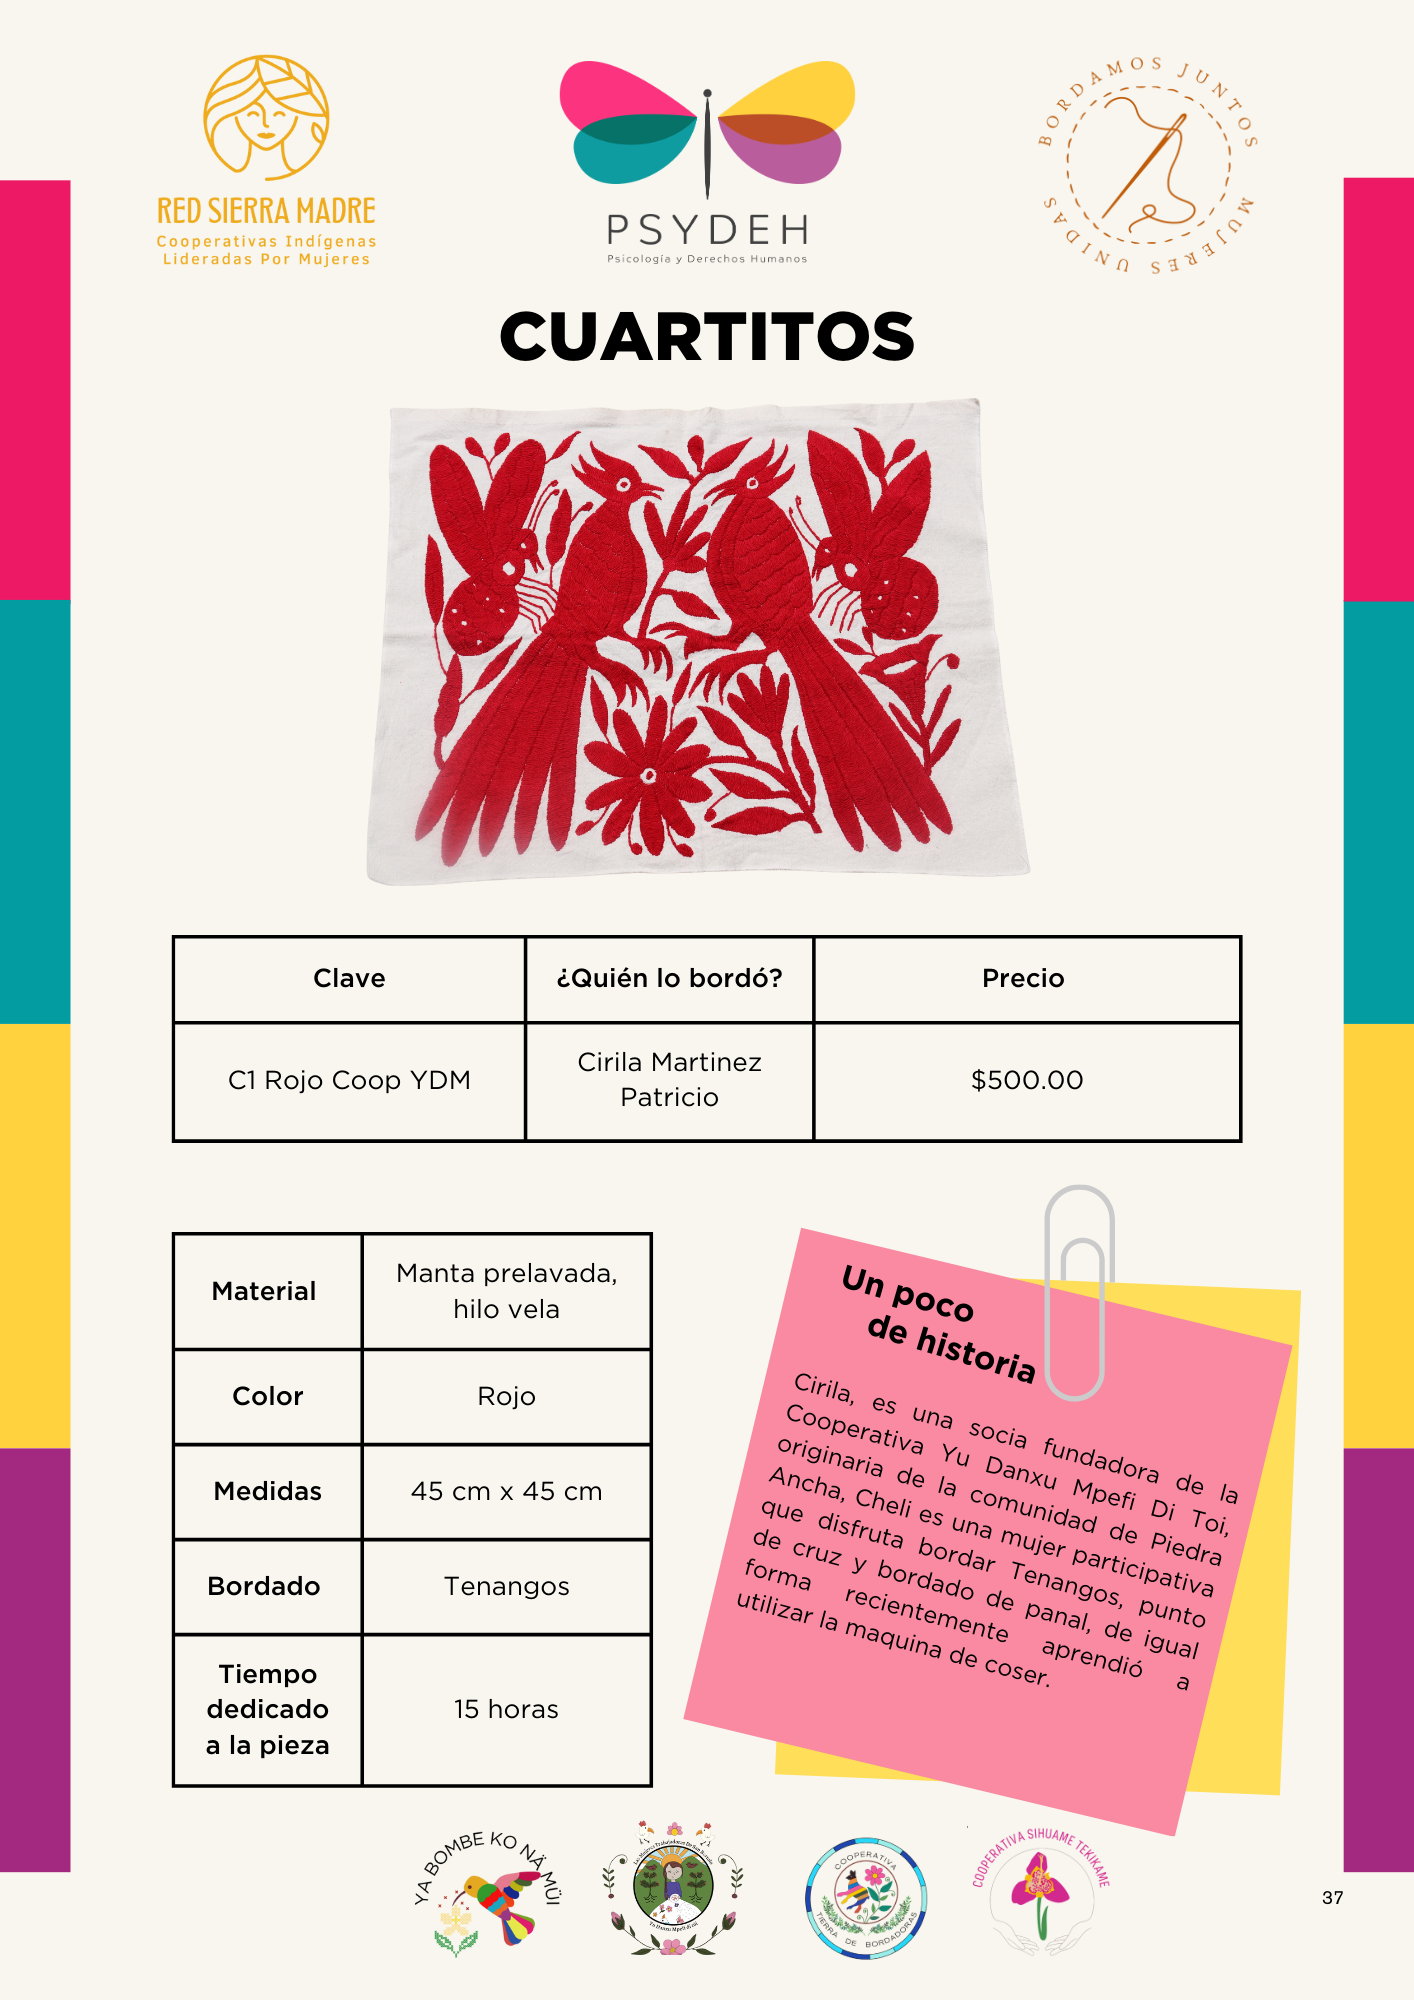 RED SIERRA MADRE
Cooperativas Indígenas
Lideradas Por Mujeres
PSYDEH
Psicología y Derechos Humanos
BORDAMOS JUNTOS
MUJERES UNIDAS
CUARTITOS
Clave
¿Quién lo bordó?
Precio
C1 Rojo Coop YDM
Cirila Martinez
Patricio
$500.00
Material
Manta prelavada,
hilo vela
Color
Rojo
Medidas
45 cm x 45 cm
Bordado
Tenangos
Tiempo
dedicado
a la pieza
15 horas
Un poco
de historia
Cirila, es una socia fundadora de la
Cooperativa Yu Danxu Mpefi Di Toi,
originaria de la comunidad de Piedra
Ancha, Cheli es una mujer participativa
que disfruta bordar Tenangos, punto
de cruz y bordado de panal, de igual
forma recientemente aprendió a
utilizar la maquina de coser.
YA BOMBE KO NÄ MÜI
COOPERATIVA
TIERRA DE BORDADORAS
COOPERATIVA SIHUAME TEKIKAME
37